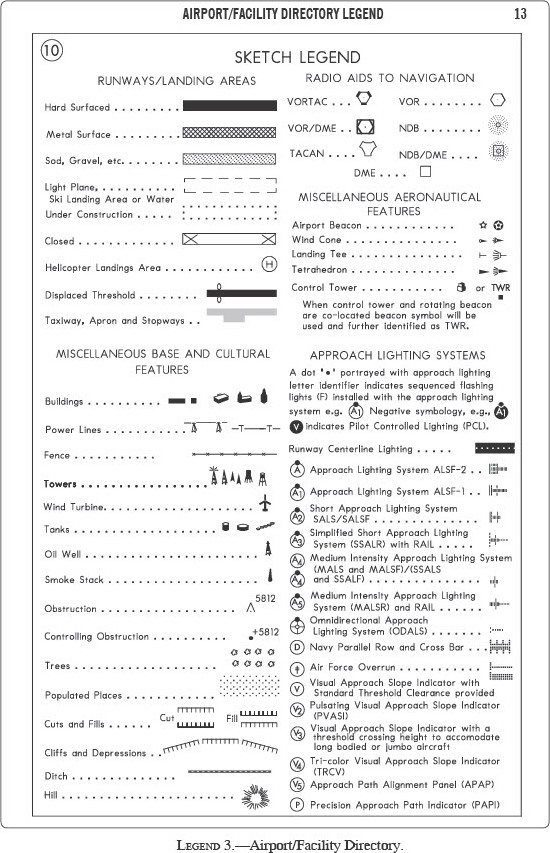 AIRPORT/FACILITY DIRECTORY LEGEND 13
10
SKETCH LEGEND
RUNWAYS/LANDING AREAS
Hard Surfaced
Metal Surface
Sod, Gravel, etc.
Light Plane,
Ski Landing Area or Water
Under Construction
Closed
Helicopter Landings Area H
Displaced Threshold
Taxiway, Apron and Stopways
RADIO AIDS TO NAVIGATION
VORTAC VOR
VOR/DME NDB
TACAN NDB/DME
DME
MISCELLANEOUS AERONAUTICAL
FEATURES
Airport Beacon
Wind Cone
Landing Tee
Tetrahedron
Control Tower or TWR
When control tower and rotating beacon
are co-located beacon symbol will be
used and further identified as TWR.
MISCELLANEOUS BASE AND CULTURAL
FEATURES
Buildings
Power Lines T T
Fence
Towers
Wind Turbine
Tanks
Oil Well
Smoke Stack
Obstruction 5812
Controlling Obstruction +5812
Trees
Populated Places
Cuts and Fills Cut Fill
Cliffs and Depressions
Ditch
Hill
APPROACH LIGHTING SYSTEMS
A dot "•" portrayed with approach lighting
letter identifier indicates sequenced flashing
lights (F) installed with the approach lighting
system e.g. A1 Negative symbology, e.g., A1
V indicates Pilot Controlled Lighting (PCL).
Runway Centerline Lighting
A Approach Lighting System ALSF-2
A1 Approach Lighting System ALSF-1
A2 Short Approach Lighting System
SALS/SALSF
A3 Simplified Short Approach Lighting
System (SSALR) with RAIL
A4 Medium Intensity Approach Lighting System
(MALS and MALSF)/(SSALS
A4 and SSALF)
A5 Medium Intensity Approach Lighting
System (MALSR) and RAIL
Omnidirectional Approach
Lighting System (ODALS)
D Navy Parallel Row and Cross Bar
Air Force Overrun
V Visual Approach Slope Indicator with
Standard Threshold Clearance provided
V2 Pulsating Visual Approach Slope Indicator
(PVASI)
V3 Visual Approach Slope Indicator with a
threshold crossing height to accomodate
long bodied or jumbo aircraft
V4 Tri-color Visual Approach Slope Indicator
(TRCV)
V5 Approach Path Alignment Panel (APAP)
P Precision Approach Path Indicator (PAPI)
LEGEND 3.—Airport/Facility Directory.